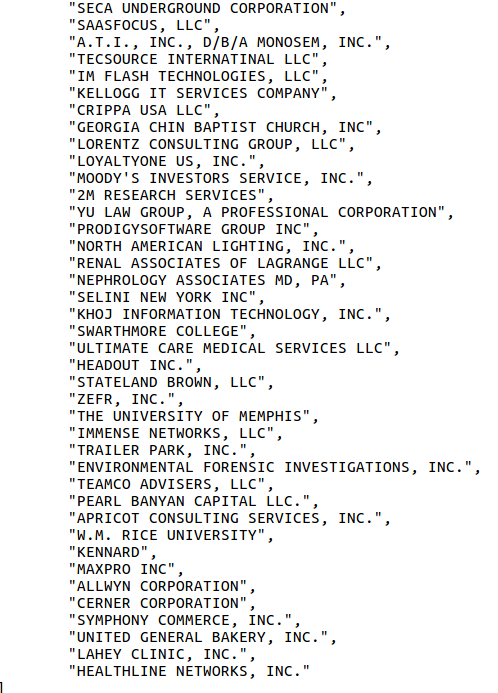 "SECA UNDERGROUND CORPORATION",
"SAASFOCUS, LLC",
"A.T.I., INC., D/B/A MONOSEM, INC.",
"TECSOURCE INTERNATINAL LLC",
"IM FLASH TECHNOLOGIES, LLC",
"KELLOGG IT SERVICES COMPANY",
"CRIPPA USA LLC",
"GEORGIA CHIN BAPTIST CHURCH, INC",
"LORENTZ CONSULTING GROUP, LLC",
"LOYALTYONE US, INC.",
"MOODY'S INVESTORS SERVICE, INC.",
"2M RESEARCH SERVICES",
"YU LAW GROUP, A PROFESSIONAL CORPORATION",
"PRODIGYSOFTWARE GROUP INC",
"NORTH AMERICAN LIGHTING, INC.",
"RENAL ASSOCIATES OF LAGRANGE LLC",
"NEPHROLOGY ASSOCIATES MD, PA",
"SELINI NEW YORK INC",
"KHOJ INFORMATION TECHNOLOGY, INC.",
"SWARTHMORE COLLEGE",
"ULTIMATE CARE MEDICAL SERVICES LLC",
"HEADOUT INC.",
"STATELAND BROWN, LLC",
"ZEFR, INC.",
"THE UNIVERSITY OF MEMPHIS",
"IMMENSE NETWORKS, LLC",
"TRAILER PARK, INC.",
"ENVIRONMENTAL FORENSIC INVESTIGATIONS, INC.",
"TEAMCO ADVISERS, LLC",
"PEARL BANYAN CAPITAL LLC.",
"APRICOT CONSULTING SERVICES, INC.",
"W.M. RICE UNIVERSITY",
"KENNARD",
"MAXPRO INC",
"ALLWYN CORPORATION",
"CERNER CORPORATION",
"SYMPHONY COMMERCE, INC.",
"UNITED GENERAL BAKERY, INC.",
"LAHEY CLINIC, INC.",
"HEALTHLINE NETWORKS, INC."
]